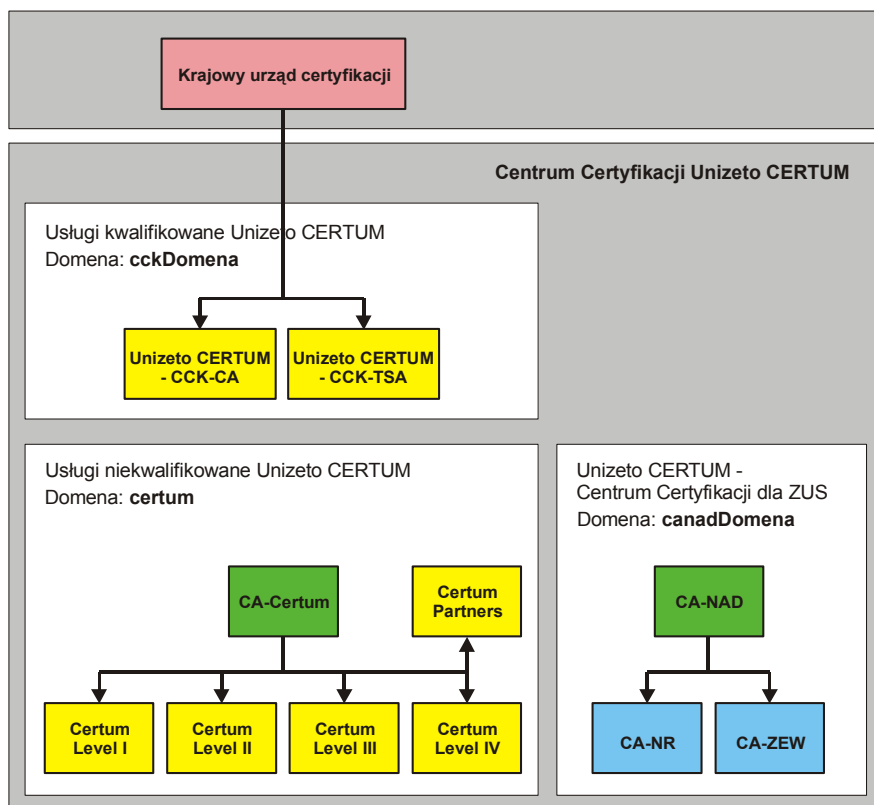 Krajowy urząd certyfikacji
Centrum Certyfikacji Unizeto CERTUM
Usługi kwalifikowane Unizeto CERTUM
Domena: cckDomena
Unizeto CERTUM
- CCK-CA
Unizeto CERTUM
- CCK-TSA
Usługi niekwalifikowane Unizeto CERTUM
Domena: certum
CA-Certum
Certum
Partners
Certum
Level I
Certum
Level II
Certum
Level III
Certum
Level IV
Unizeto CERTUM -
Centrum Certyfikacji dla ZUS
Domena: canadDomena
CA-NAD
CA-NR
CA-ZEW